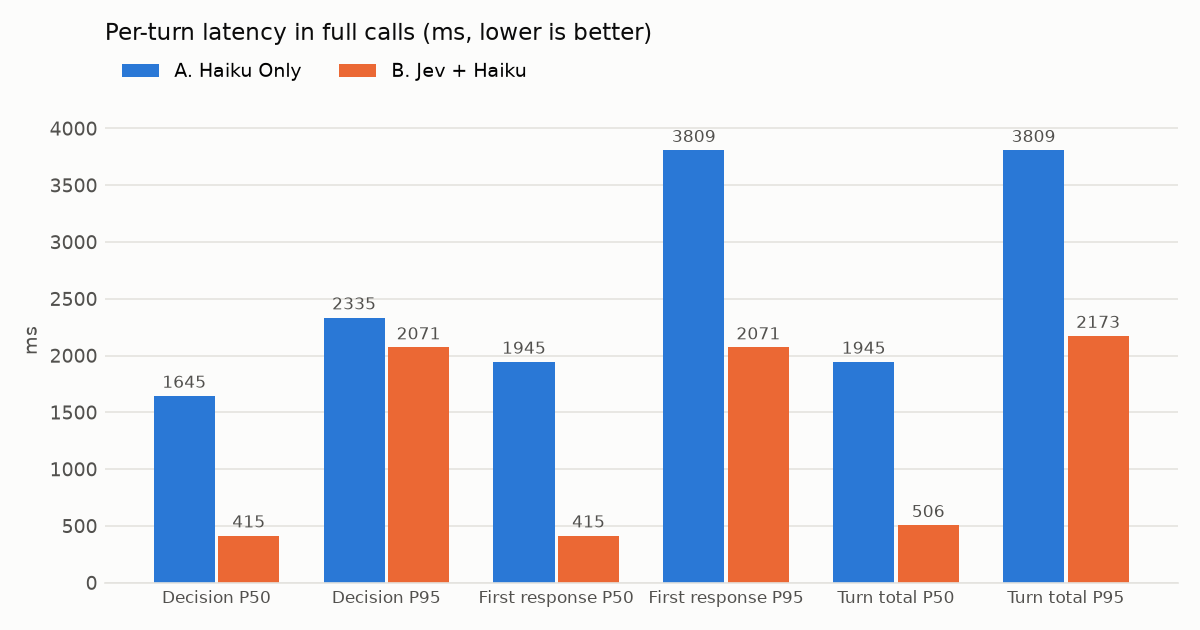 Per-turn latency in full calls (ms, lower is better)
A. Haiku Only
B. Jev + Haiku
ms
4000
3500
3000
2500
2000
1500
1000
500
0
1645
415
2335
2071
1945
415
3809
2071
1945
506
3809
2173
Decision P50
Decision P95
First response P50
First response P95
Turn total P50
Turn total P95